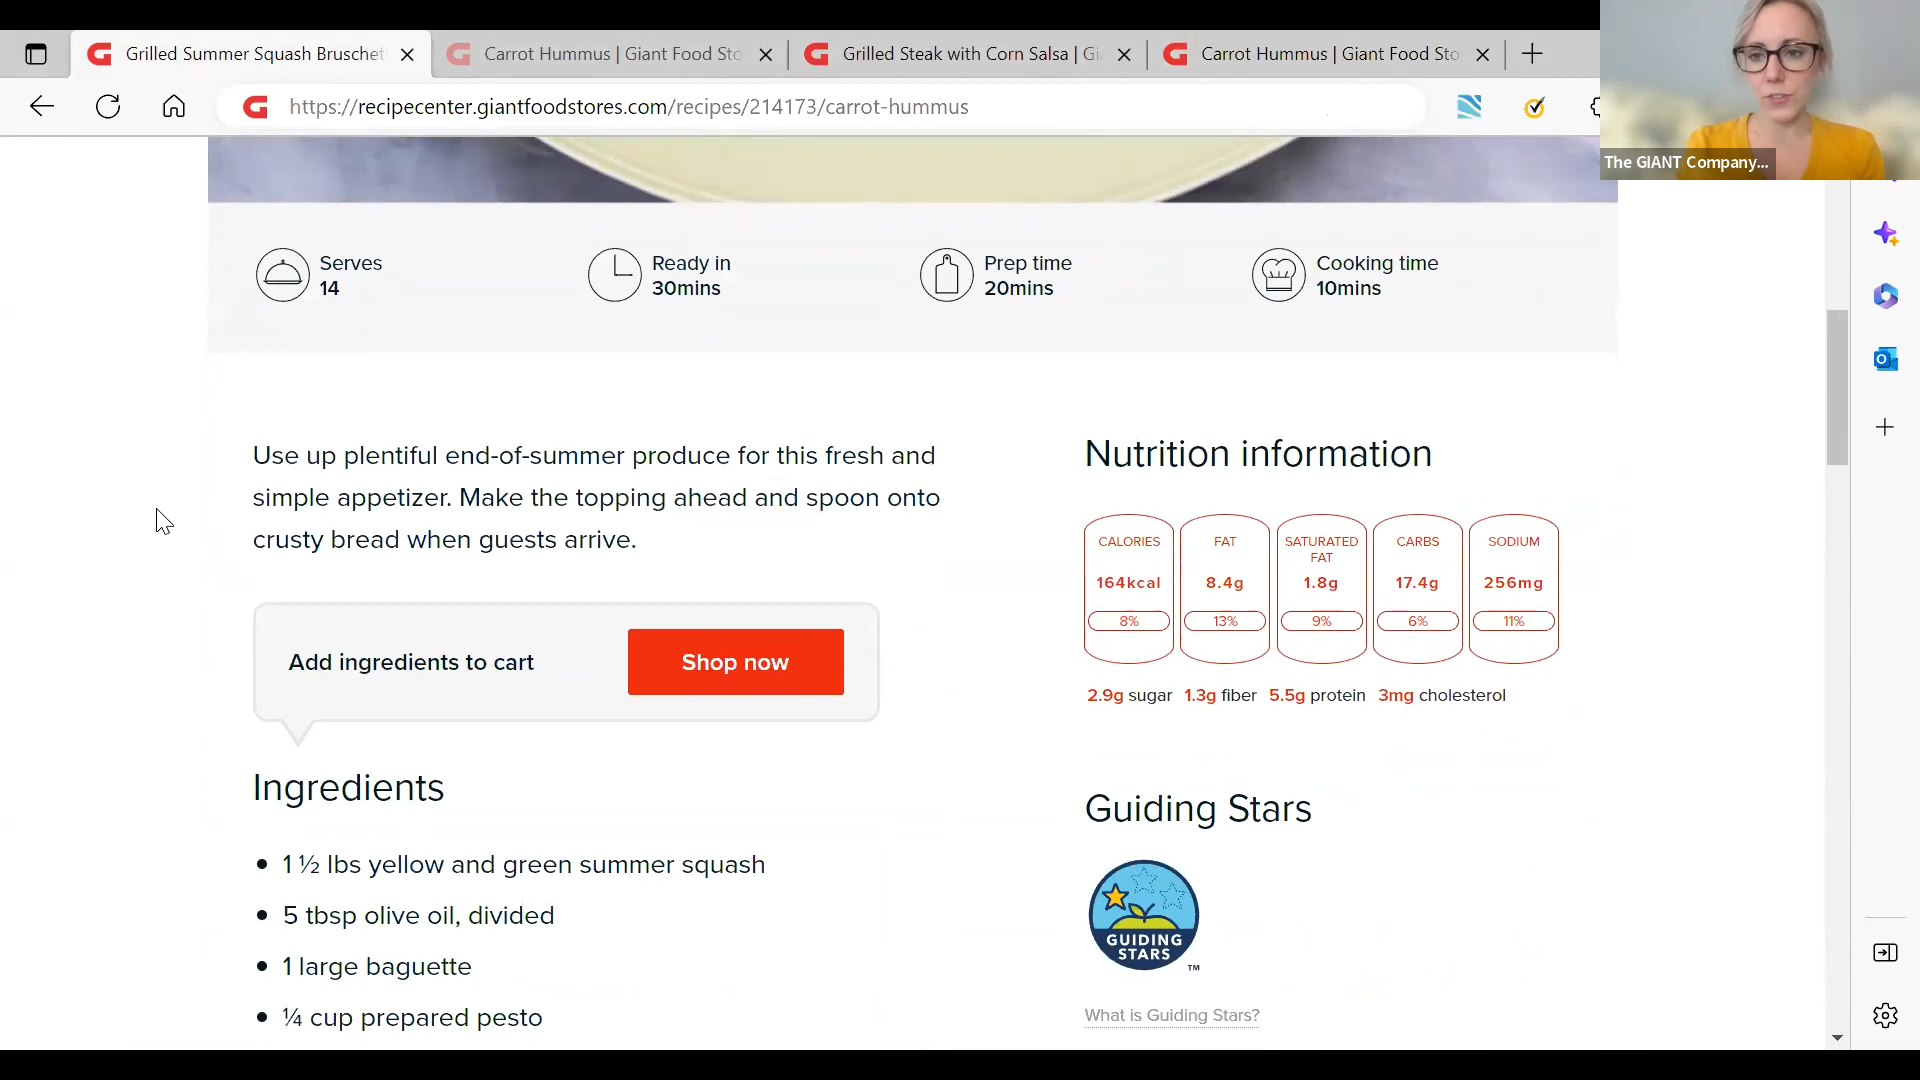 Grilled Summer Squash Bruschet
Carrot Hummus | Giant Food Sto
Grilled Steak with Corn Salsa | Gi
Carrot Hummus | Giant Food Sto
https://recipecenter.giantfoodstores.com/recipes/214173/carrot-hummus
The GIANT Company...
Serves
14
Ready in
30mins
Prep time
20mins
Cooking time
10mins
Use up plentiful end-of-summer produce for this fresh and
simple appetizer. Make the topping ahead and spoon onto
crusty bread when guests arrive.
Add ingredients to cart
Shop now
Ingredients
1 ½ lbs yellow and green summer squash
5 tbsp olive oil, divided
1 large baguette
¼ cup prepared pesto
Nutrition information
CALORIES
164kcal
8%
FAT
8.4g
13%
SATURATED
FAT
1.8g
9%
CARBS
17.4g
6%
SODIUM
256mg
11%
2.9g sugar 1.3g fiber 5.5g protein 3mg cholesterol
Guiding Stars
GUIDING
STARS
TM
What is Guiding Stars?